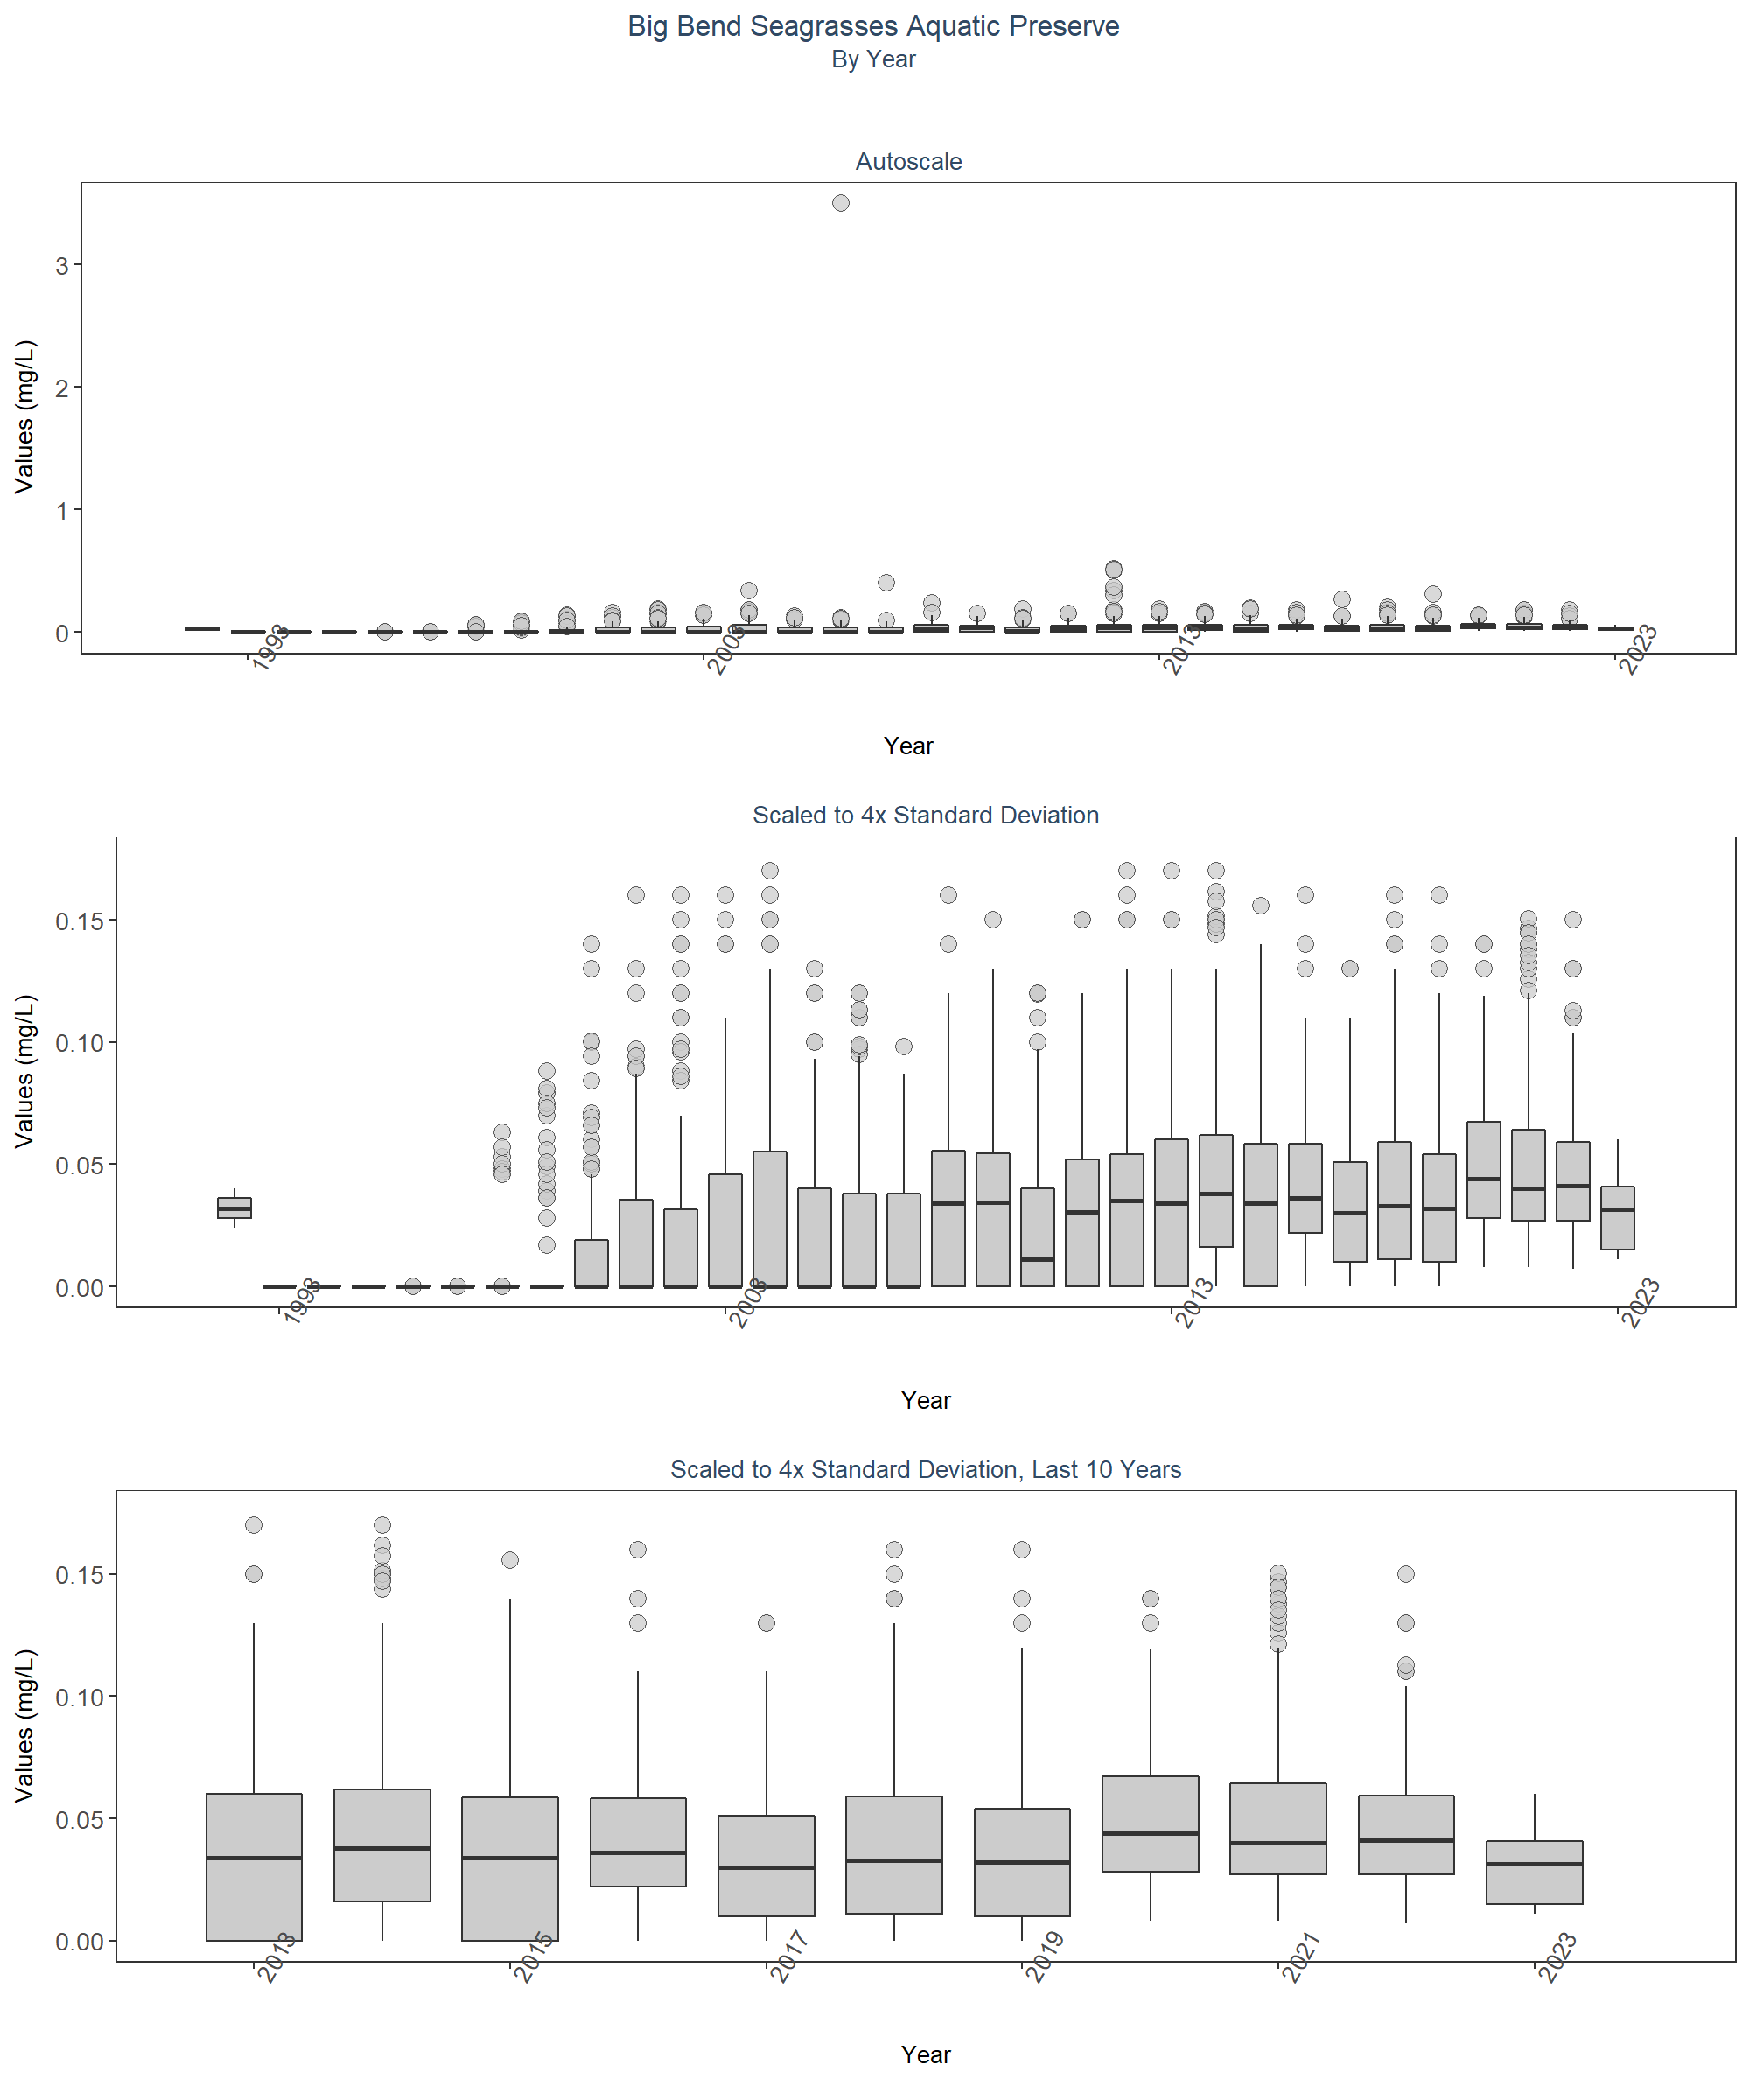 Big Bend Seagrasses Aquatic Preserve
By Year
Autoscale
Values (mg/L)
3
2
1
0
1993
2003
2013
2023
Year
Scaled to 4x Standard Deviation
Values (mg/L)
0.15
0.10
0.05
0.00
1993
2003
2013
2023
Year
Scaled to 4x Standard Deviation, Last 10 Years
Values (mg/L)
0.15
0.10
0.05
0.00
2013
2015
2017
2019
2021
2023
Year